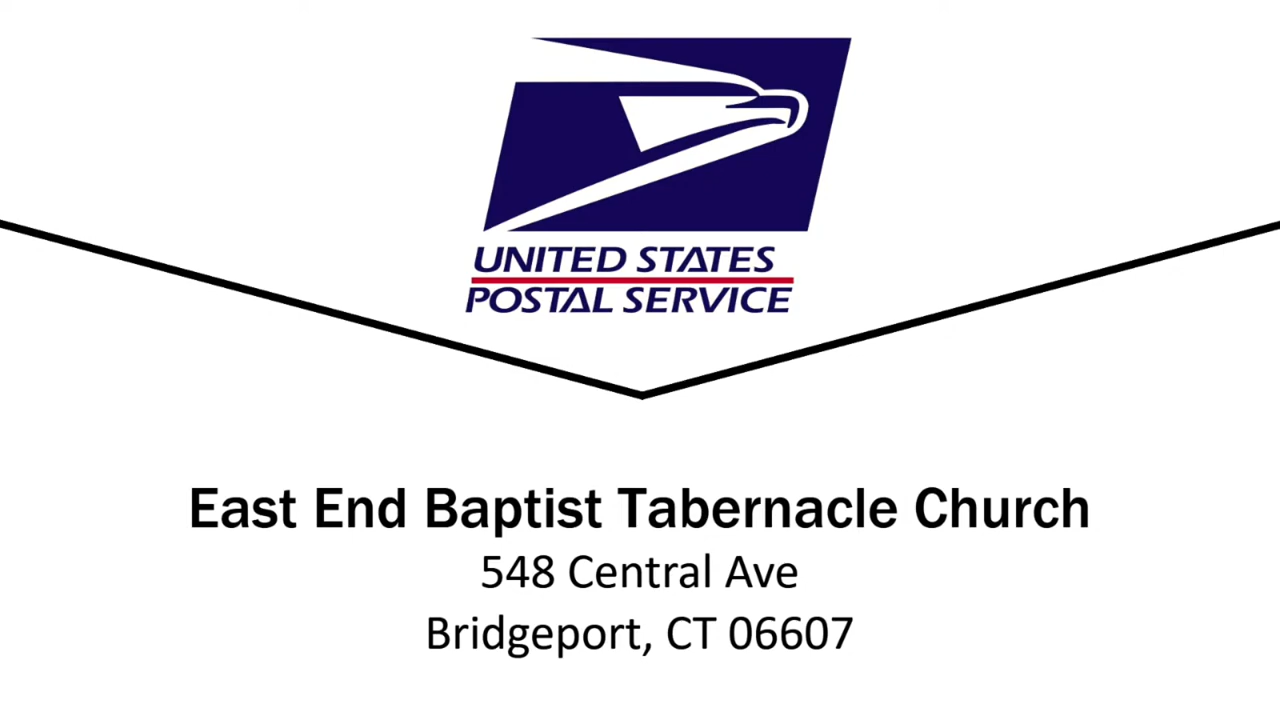 UNITED STATES
POSTAL SERVICE
East End Baptist Tabernacle Church
548 Central Ave
Bridgeport, CT 06607